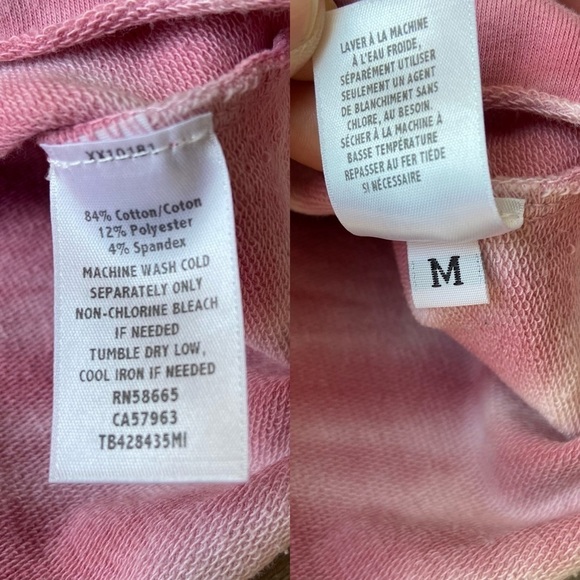 XY10181
84% Cotton/Coton
12% Polyester
4% Spandex
MACHINE WASH COLD
SEPARATELY ONLY
NON-CHLORINE BLEACH
IF NEEDED
TUMBLE DRY LOW,
COOL IRON IF NEEDED
RN58665
CA57963
TB428435MI
LAVER À LA MACHINE
À L'EAU FROIDE,
SÉPARÉMENT UTILISER
SEULEMENT UN AGENT
DE BLANCHIMENT SANS
CHLORE, AU BESOIN.
SÉCHER À LA MACHINE À
BASSE TEMPÉRATURE
REPASSER AU FER TIÈDE
SI NÉCESSAIRE
M